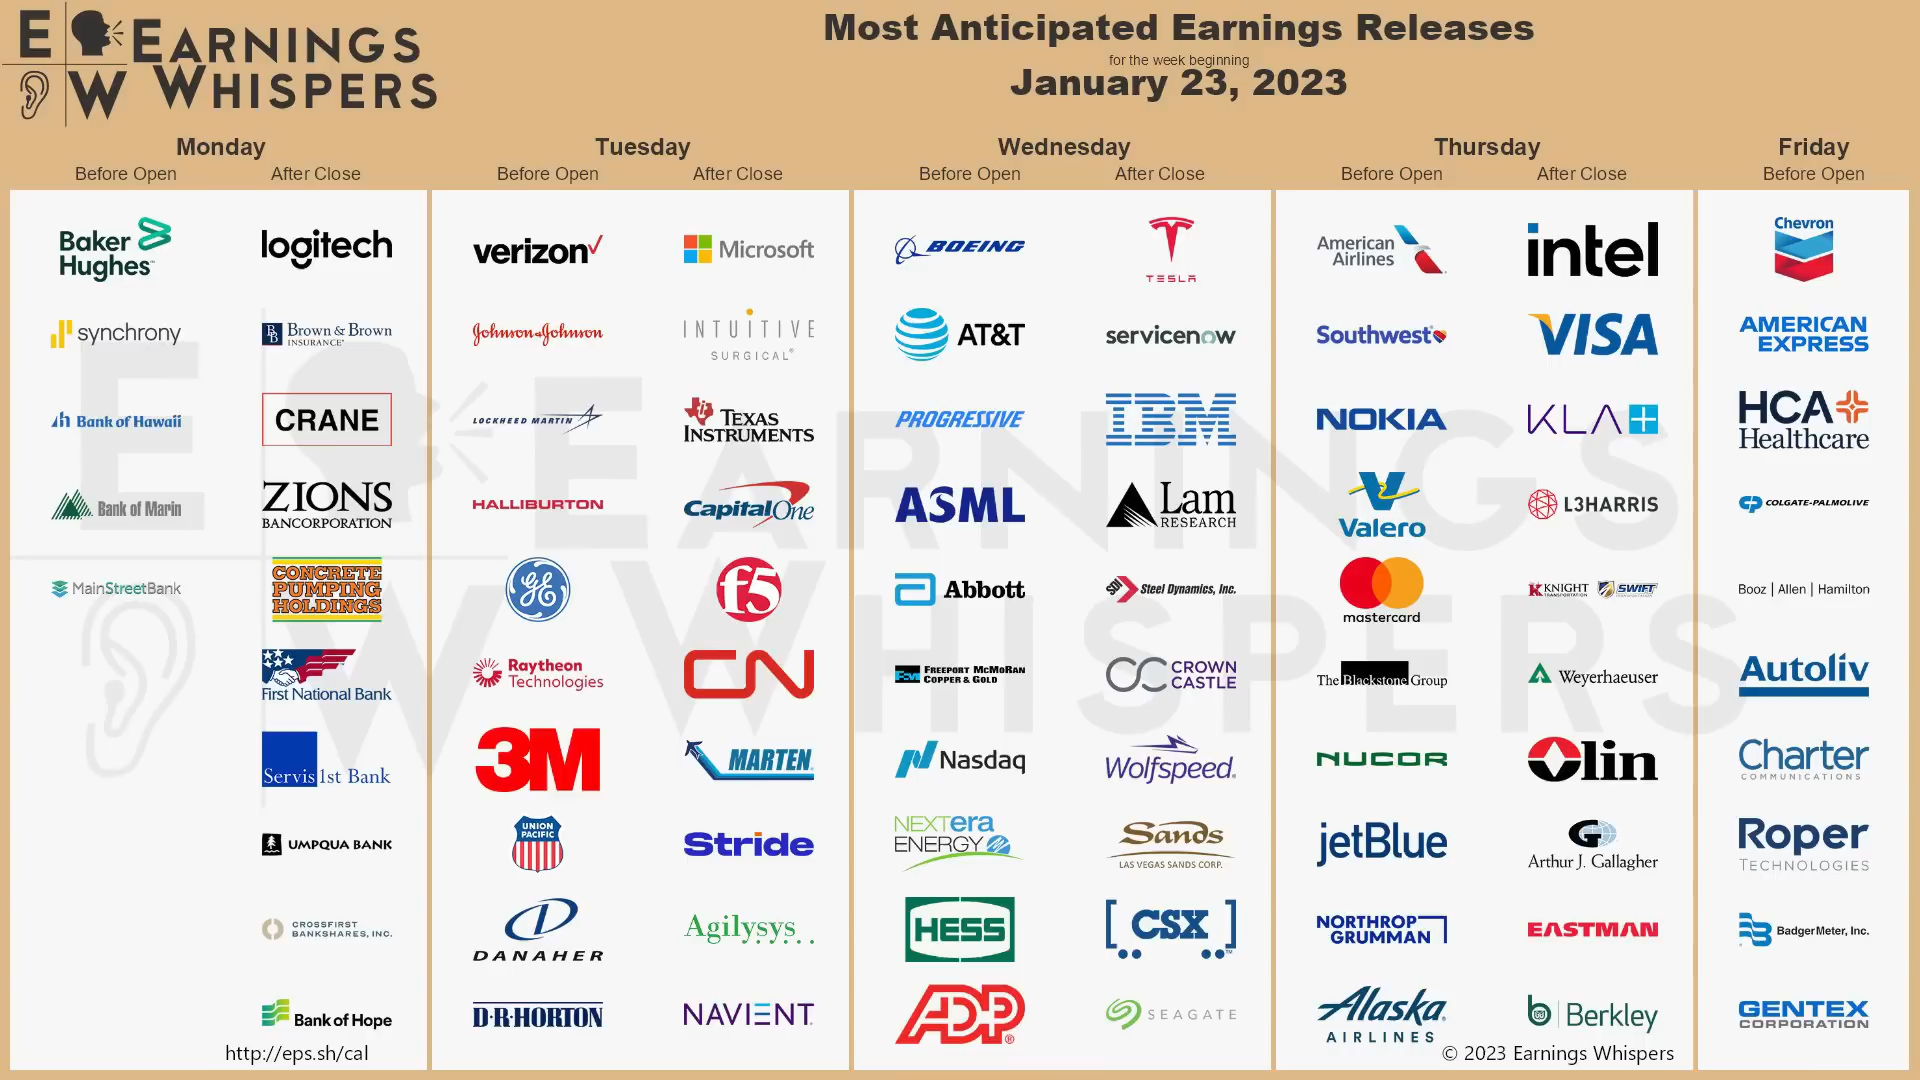 E EARNINGS
W WHISPERS
Most Anticipated Earnings Releases
for the week beginning
January 23, 2023
Monday
Before Open
After Close
Baker
Hughes
synchrony
Bank of Hawaii
Bank of Marin
MainStreetBank
logitech
BB Brown & Brown
INSURANCE
CRANE
ZIONS
BANCORPORATION
CONCRETE
PUMPING
HOLDINGS
First National Bank
Servis1st Bank
UMPQUA BANK
CROSSFIRST
BANKSHARES, INC.
Bank of Hope
http://eps.sh/cal
Tuesday
Before Open
After Close
verizon
Johnson & Johnson
LOCKHEED MARTIN
HALLIBURTON
GE
Raytheon
Technologies
3M
UNION
PACIFIC
DANAHER
D·R·HORTON
Microsoft
INTUITIVE
SURGICAL®
TEXAS
INSTRUMENTS
Capital One
f5
CN
MARTEN
Stride
Agilysys
NAVIENT
Wednesday
Before Open
After Close
BOEING
AT&T
PROGRESSIVE
ASML
Abbott
FCX FREEPORT MCMORAN
COPPER & GOLD
Nasdaq
NEXTera
ENERGY
HESS
ADP®
TESLA
servicenow
IBM
Lam
RESEARCH
SDI Steel Dynamics, Inc.
CROWN
CASTLE
Wolfspeed
Sands
LAS VEGAS SANDS CORP.
CSX
SEAGATE
Thursday
Before Open
After Close
American
Airlines
Southwest
NOKIA
Valero
mastercard
The Blackstone Group
NUCOR
jetBlue
NORTHROP
GRUMMAN
Alaska
AIRLINES
intel
VISA
KLA
L3HARRIS
KNIGHT
TRANSPORTATION
SWIFT
Weyerhaeuser
Olin
G
Arthur J. Gallagher
EASTMAN
Berkley
© 2023 Earnings Whispers
Friday
Before Open
Chevron
AMERICAN
EXPRESS
HCA
Healthcare
CP COLGATE-PALMOLIVE
Booz | Allen | Hamilton
Autoliv
Charter
COMMUNICATIONS
Roper
TECHNOLOGIES
BadgerMeter, Inc.
GENTEX
CORPORATION
E EARNINGS
W WHISPERS